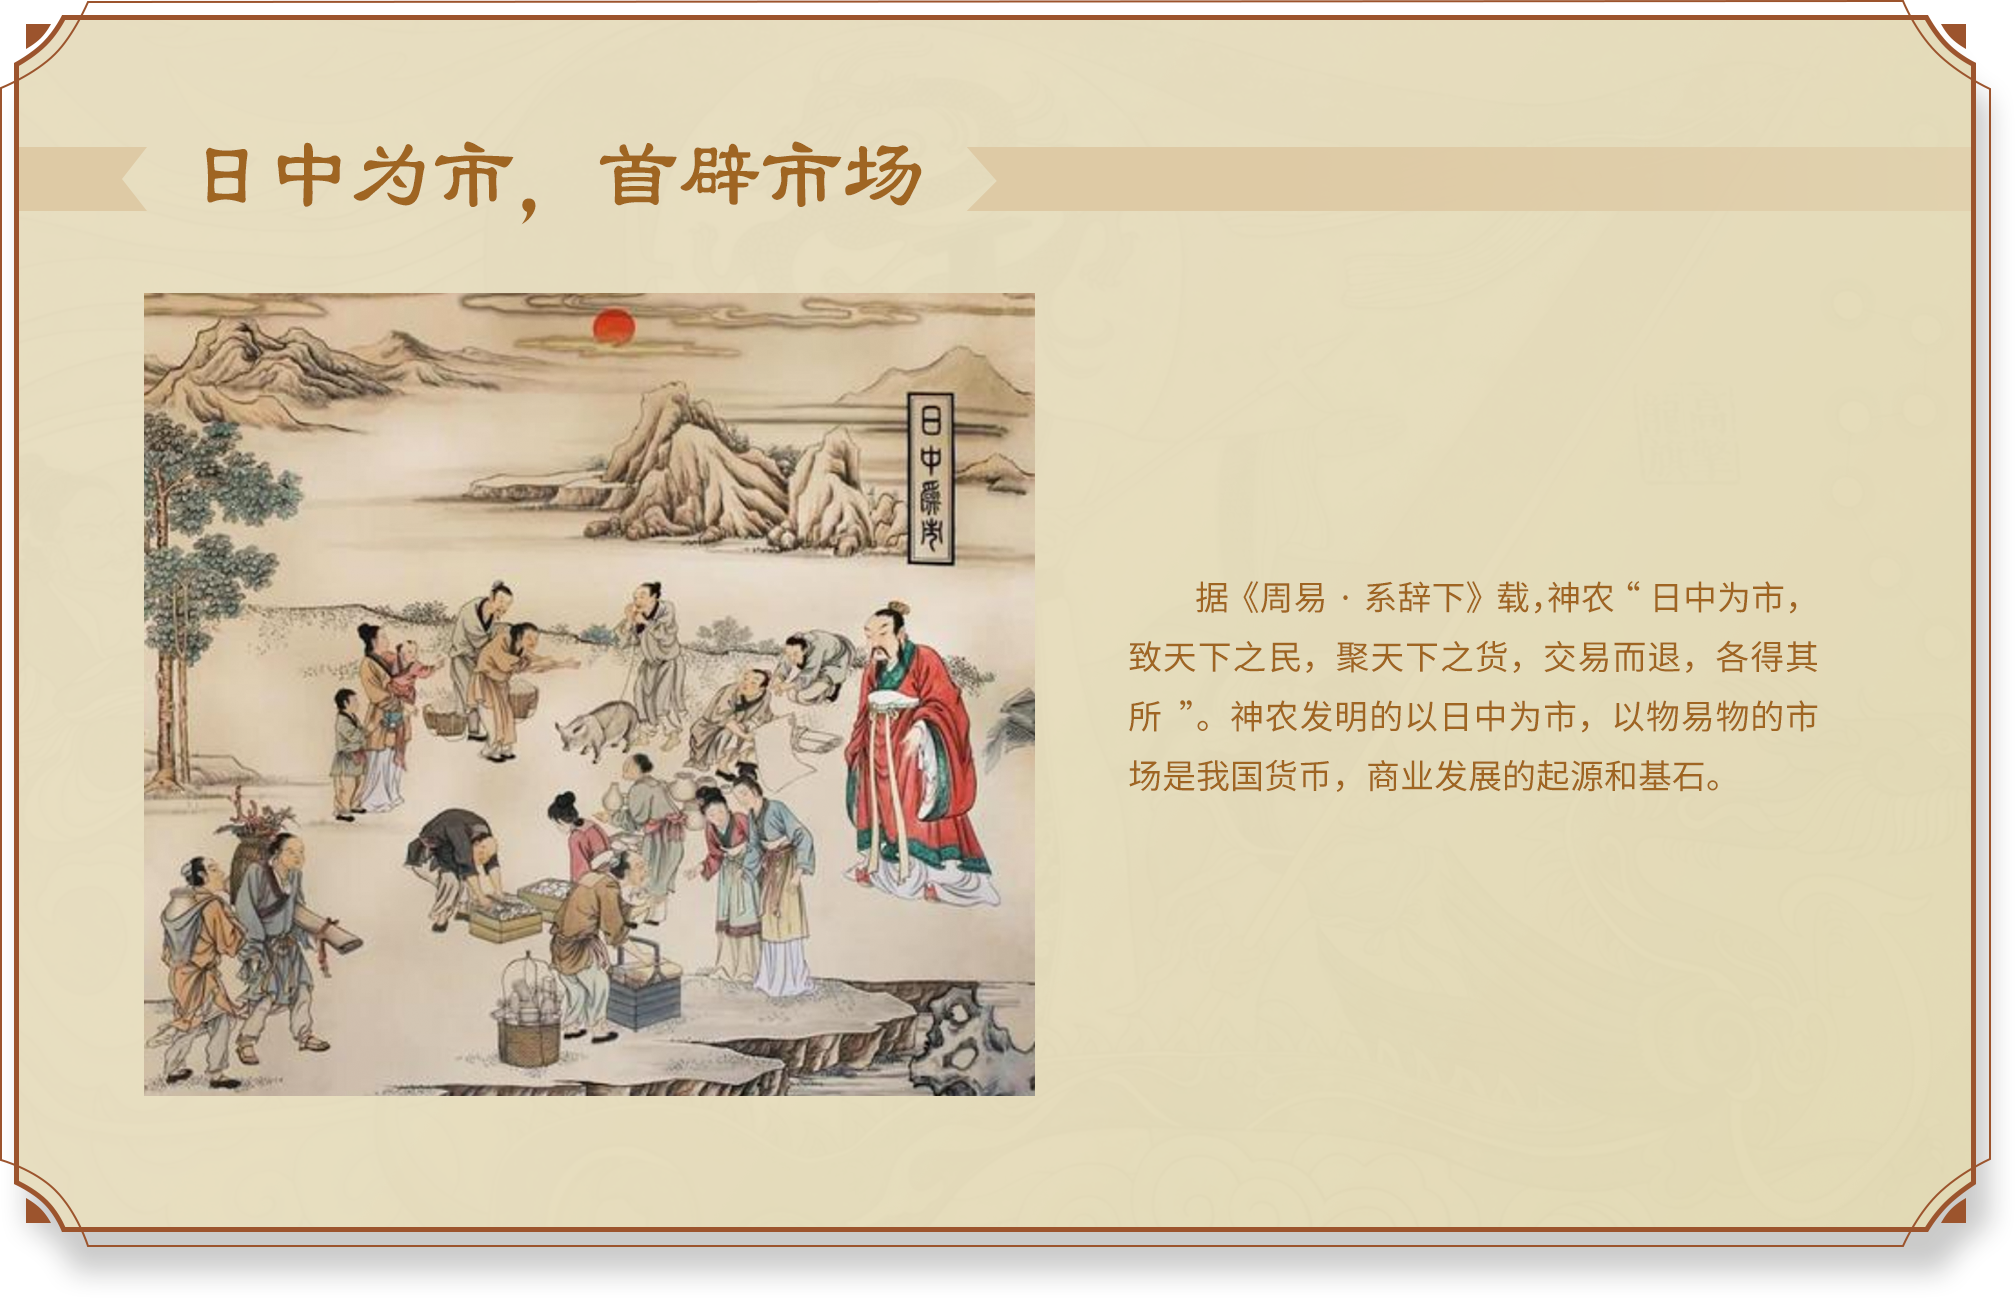 日中为市，首辟市场
日中為市
据《周易 · 系辞下》载，神农 “ 日中为市，
致天下之民，聚天下之货，交易而退，各得其
所 ”。神农发明的以日中为市，以物易物的市
场是我国货币，商业发展的起源和基石。